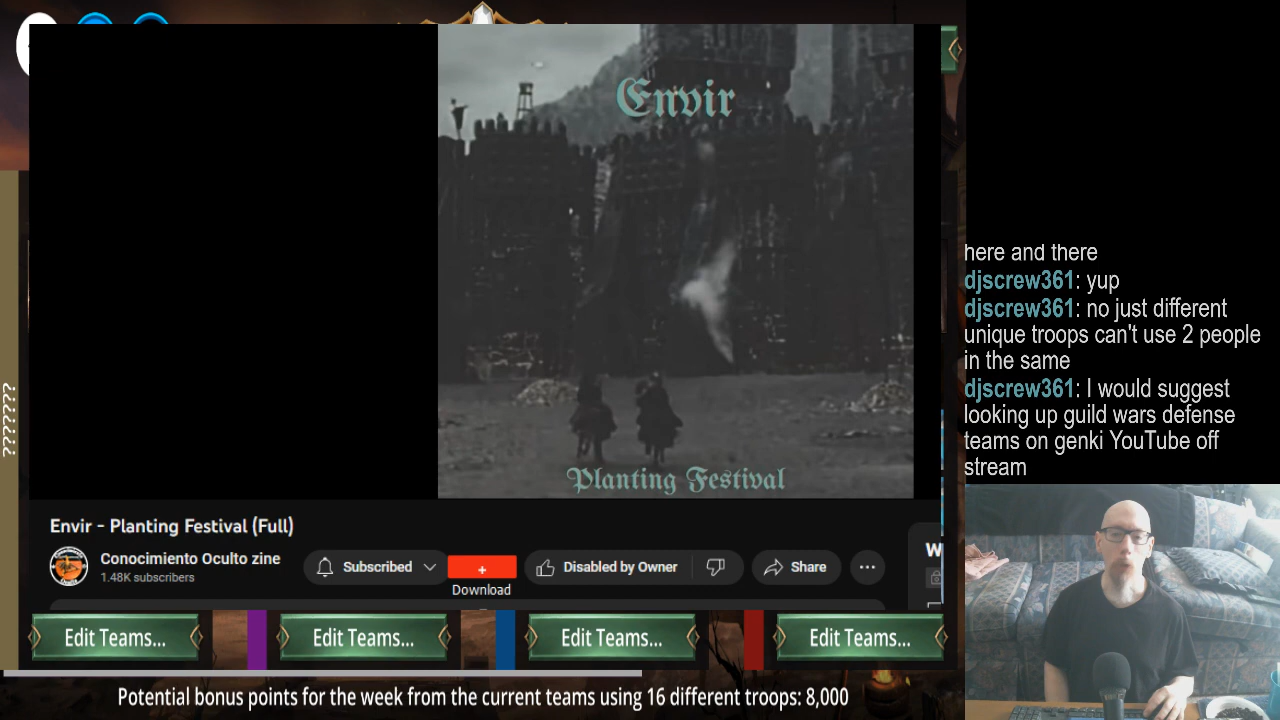 Envir
Planting Festival
Envir - Planting Festival (Full)
Conocimiento Oculto zine
1.48K subscribers
Subscribed
+
Download
Disabled by Owner
Share
...
W
Edit Teams...
Edit Teams...
Edit Teams...
Edit Teams...
Potential bonus points for the week from the current teams using 16 different troops: 8,000
???????
here and there
djscrew361: yup
djscrew361: no just different
unique troops can't use 2 people
in the same
djscrew361: I would suggest
looking up guild wars defense
teams on genki YouTube off
stream